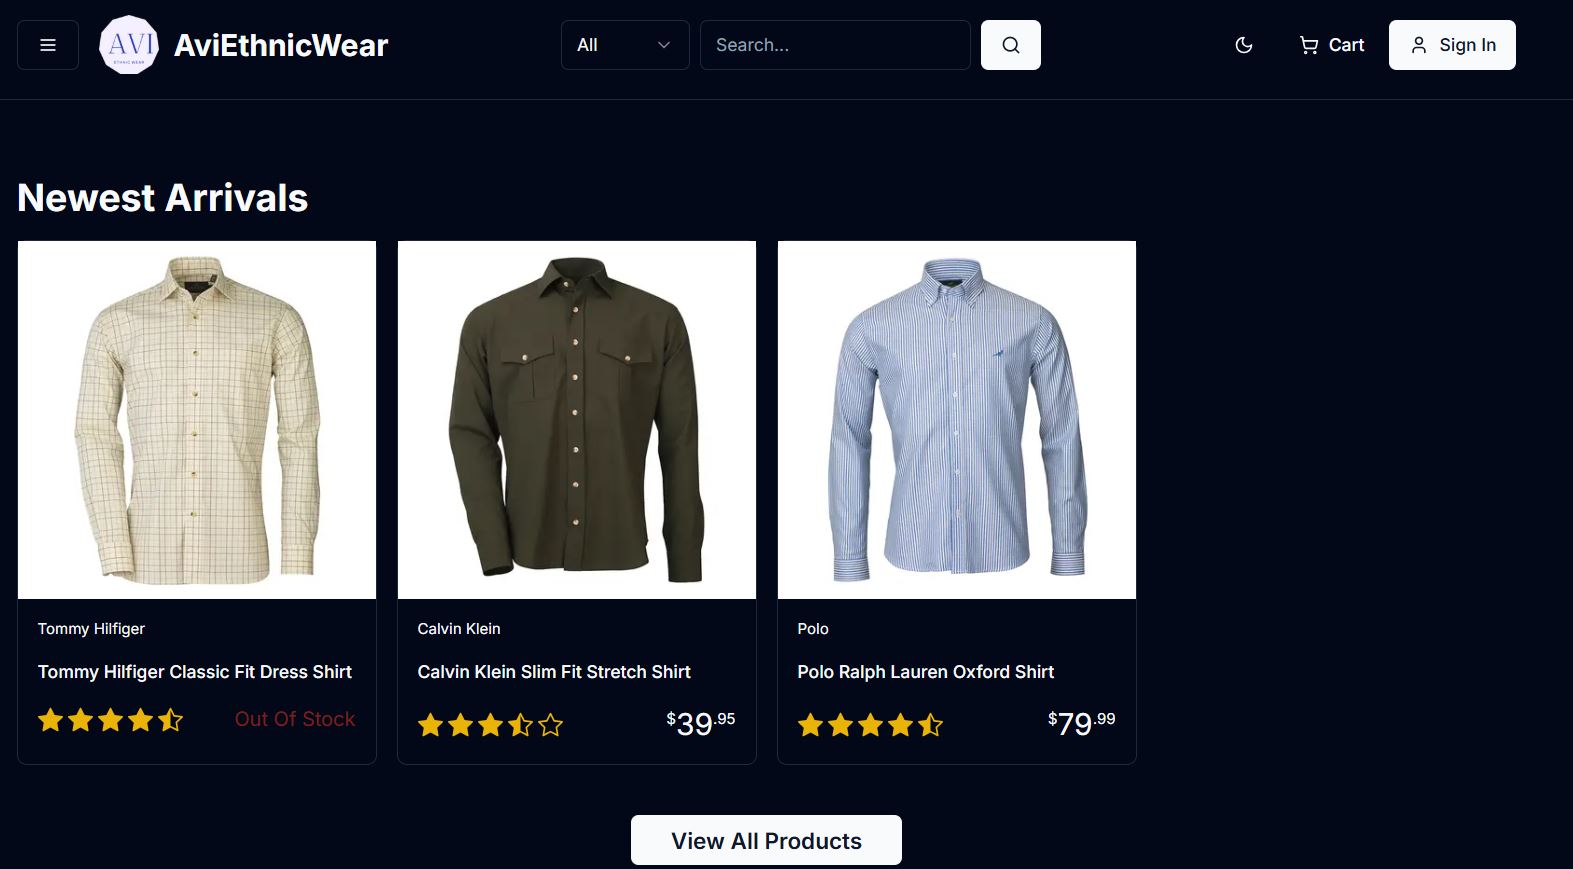 AVI
ETHNIC WEAR
AviEthnicWear
All
Search...
Cart
Sign In
Newest Arrivals
Tommy Hilfiger
Tommy Hilfiger Classic Fit Dress Shirt
Out Of Stock
Calvin Klein
Calvin Klein Slim Fit Stretch Shirt
$39.95
Polo
Polo Ralph Lauren Oxford Shirt
$79.99
View All Products